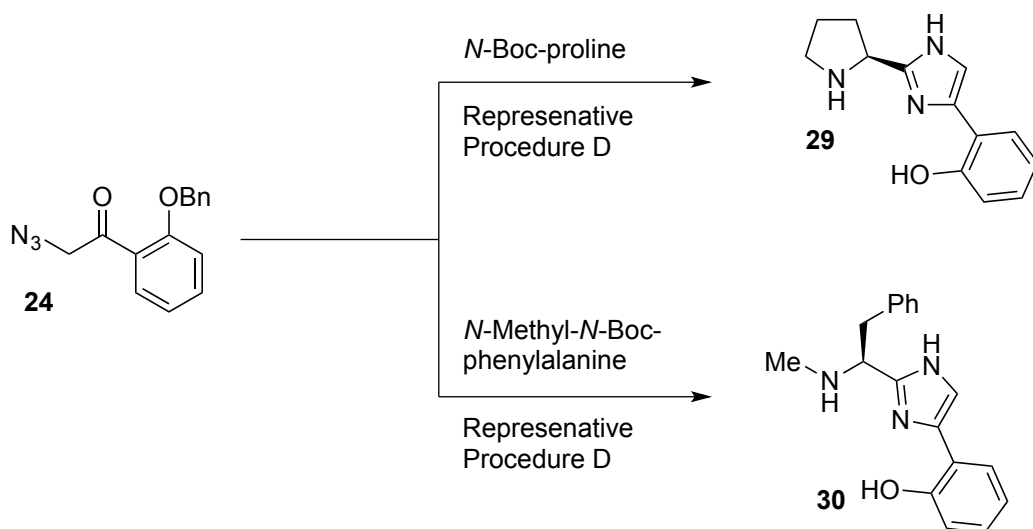 N-Boc-proline
Represenative
Procedure D
H
N
N
H
N
29
HO
O
OBn
N3
24
N-Methyl-N-Boc-
phenylalanine
Represenative
Procedure D
Ph
H
N
Me
N
H
N
HO
30